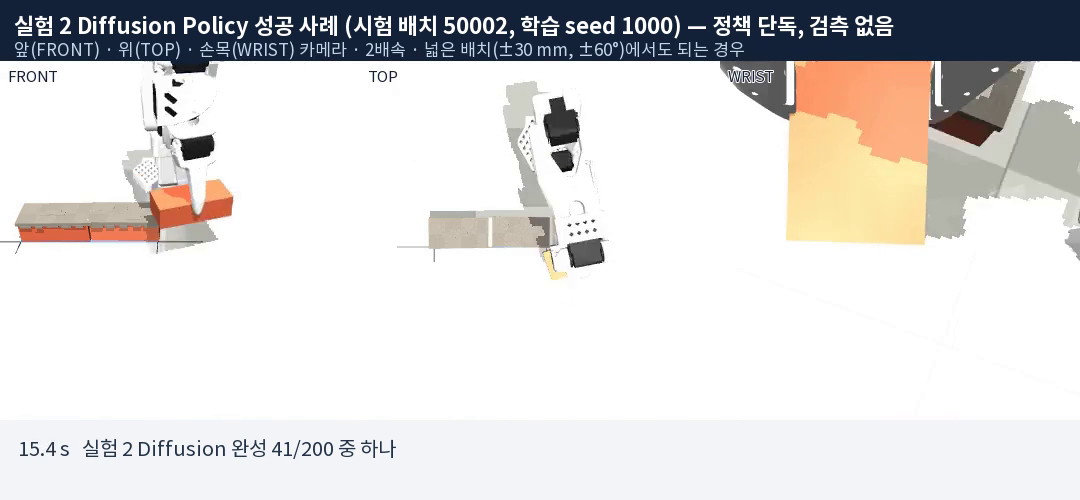 실험 2 Diffusion Policy 성공 사례 (시험 배치 50002, 학습 seed 1000) — 정책 단독, 검측 없음
앞(FRONT) · 위(TOP) · 손목(WRIST) 카메라 · 2배속 · 넓은 배치(±30 mm, ±60°)에서도 되는 경우
FRONT
TOP
WRIST
15.4 s 실험 2 Diffusion 완성 41/200 중 하나